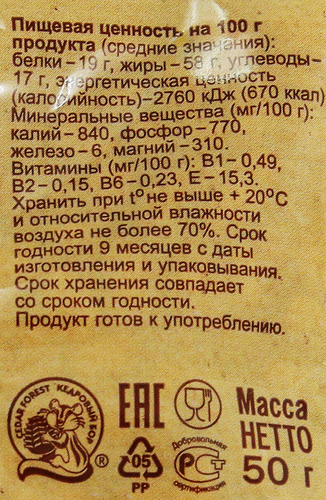 Пищевая ценность на 100 г
продукта (средние значения):
белки–19 г, жиры–58 г, углеводы–
17 г, энергетическая ценность
(калорийность)–2760 кДж (670 ккал)
Минеральные вещества (мг/100 г):
калий–840, фосфор–770,
железо–6, магний–310.
Витамины (мг/100 г): В1–0,49,
В2–0,15, В6–0,23, Е–15,3.
Хранить при t° не выше +20°С
и относительной влажности
воздуха не более 70%. Срок
годности 9 месяцев с даты
изготовления и упаковывания.
Срок хранения совпадает
со сроком годности.
Продукт готов к употреблению.
CEDAR FOREST КЕДРОВЫЙ БОР
®
ЕАС
05
PP
Добровольная
РСТ
сертификация
Масса
НЕТТО
50 г